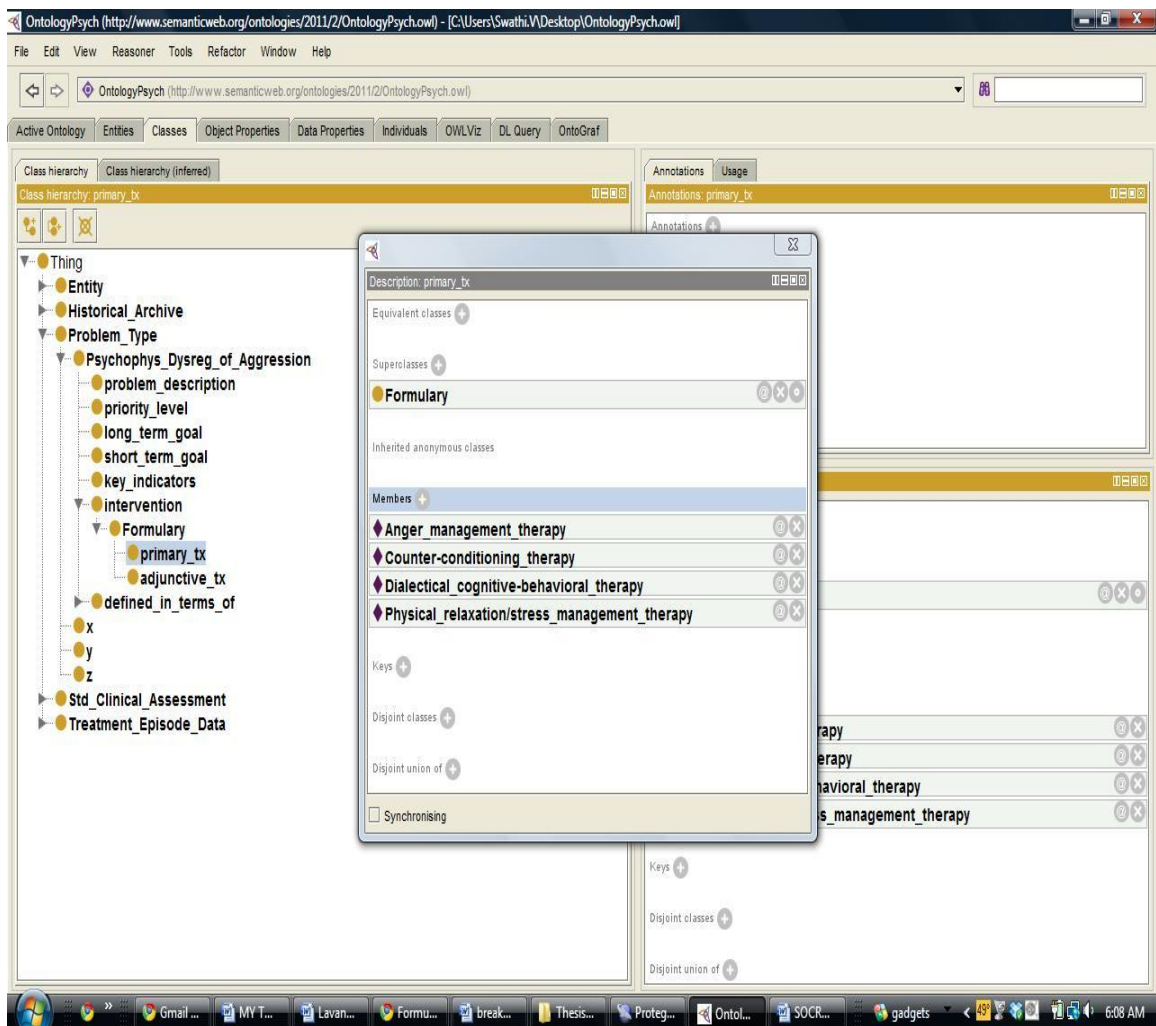 OntologyPsych (http://www.semanticweb.org/ontologies/2011/2/OntologyPsych.owl) - [C:\Users\Swathi.V\Desktop\OntologyPsych.owl]
File Edit View Reasoner Tools Refactor Window Help
OntologyPsych (http://www.semanticweb.org/ontologies/2011/2/OntologyPsych.owl)
Active Ontology Entities Classes Object Properties Data Properties Individuals OWLViz DL Query OntoGraf
Class hierarchy Class hierarchy (inferred)
Class hierarchy: primary_tx
Thing
Entity
Historical_Archive
Problem_Type
Psychophys_Dysreg_of_Aggression
problem_description
priority_level
long_term_goal
short_term_goal
key_indicators
intervention
Formulary
primary_tx
adjunctive_tx
defined_in_terms_of
x
y
z
Std_Clinical_Assessment
Treatment_Episode_Data
Annotations Usage
Annotations: primary_tx
Annotations
Description: primary_tx
Equivalent classes
Superclasses
Formulary
Inherited anonymous classes
Members
Anger_management_therapy
Counter-conditioning_therapy
Dialectical_cognitive-behavioral_therapy
Physical_relaxation/stress_management_therapy
Keys
Disjoint classes
Disjoint union of
Synchronising
rapy
erapy
navioral_therapy
s_management_therapy
Keys
Disjoint classes
Disjoint union of
Gmail ... MY T... Lavan... Formu... break... Thesis... Proteg... Ontol... SOCR... gadgets 49° 6:08 AM